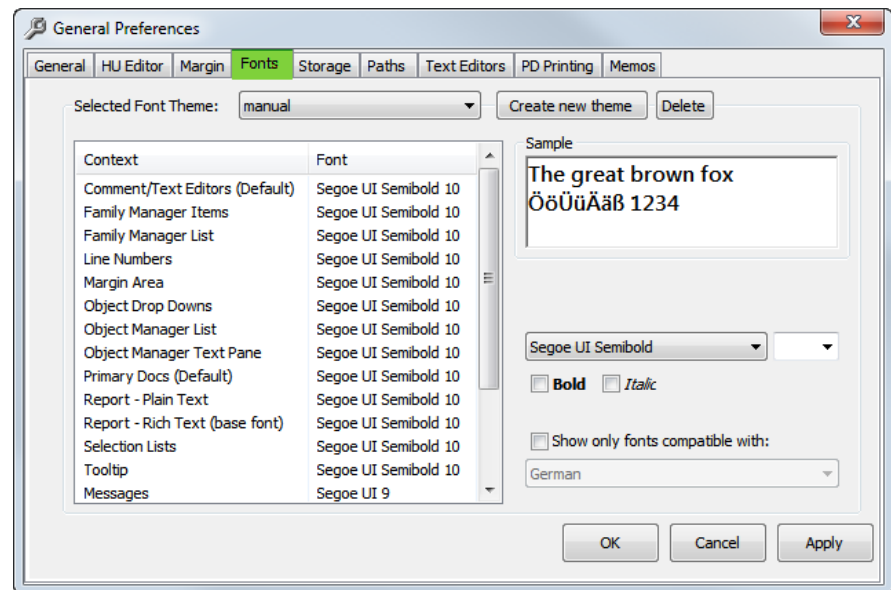 General Preferences
General HU Editor Margin Fonts Storage Paths Text Editors PD Printing Memos
Selected Font Theme: manual Create new theme Delete
Context Font
Comment/Text Editors (Default) Segoe UI Semibold 10
Family Manager Items Segoe UI Semibold 10
Family Manager List Segoe UI Semibold 10
Line Numbers Segoe UI Semibold 10
Margin Area Segoe UI Semibold 10
Object Drop Downs Segoe UI Semibold 10
Object Manager List Segoe UI Semibold 10
Object Manager Text Pane Segoe UI Semibold 10
Primary Docs (Default) Segoe UI Semibold 10
Report - Plain Text Segoe UI Semibold 10
Report - Rich Text (base font) Segoe UI Semibold 10
Selection Lists Segoe UI Semibold 10
Tooltip Segoe UI Semibold 10
Messages Segoe UI 9
Sample
The great brown fox
ÖöÜüÄäß 1234
Segoe UI Semibold
Bold Italic
Show only fonts compatible with:
German
OK Cancel Apply